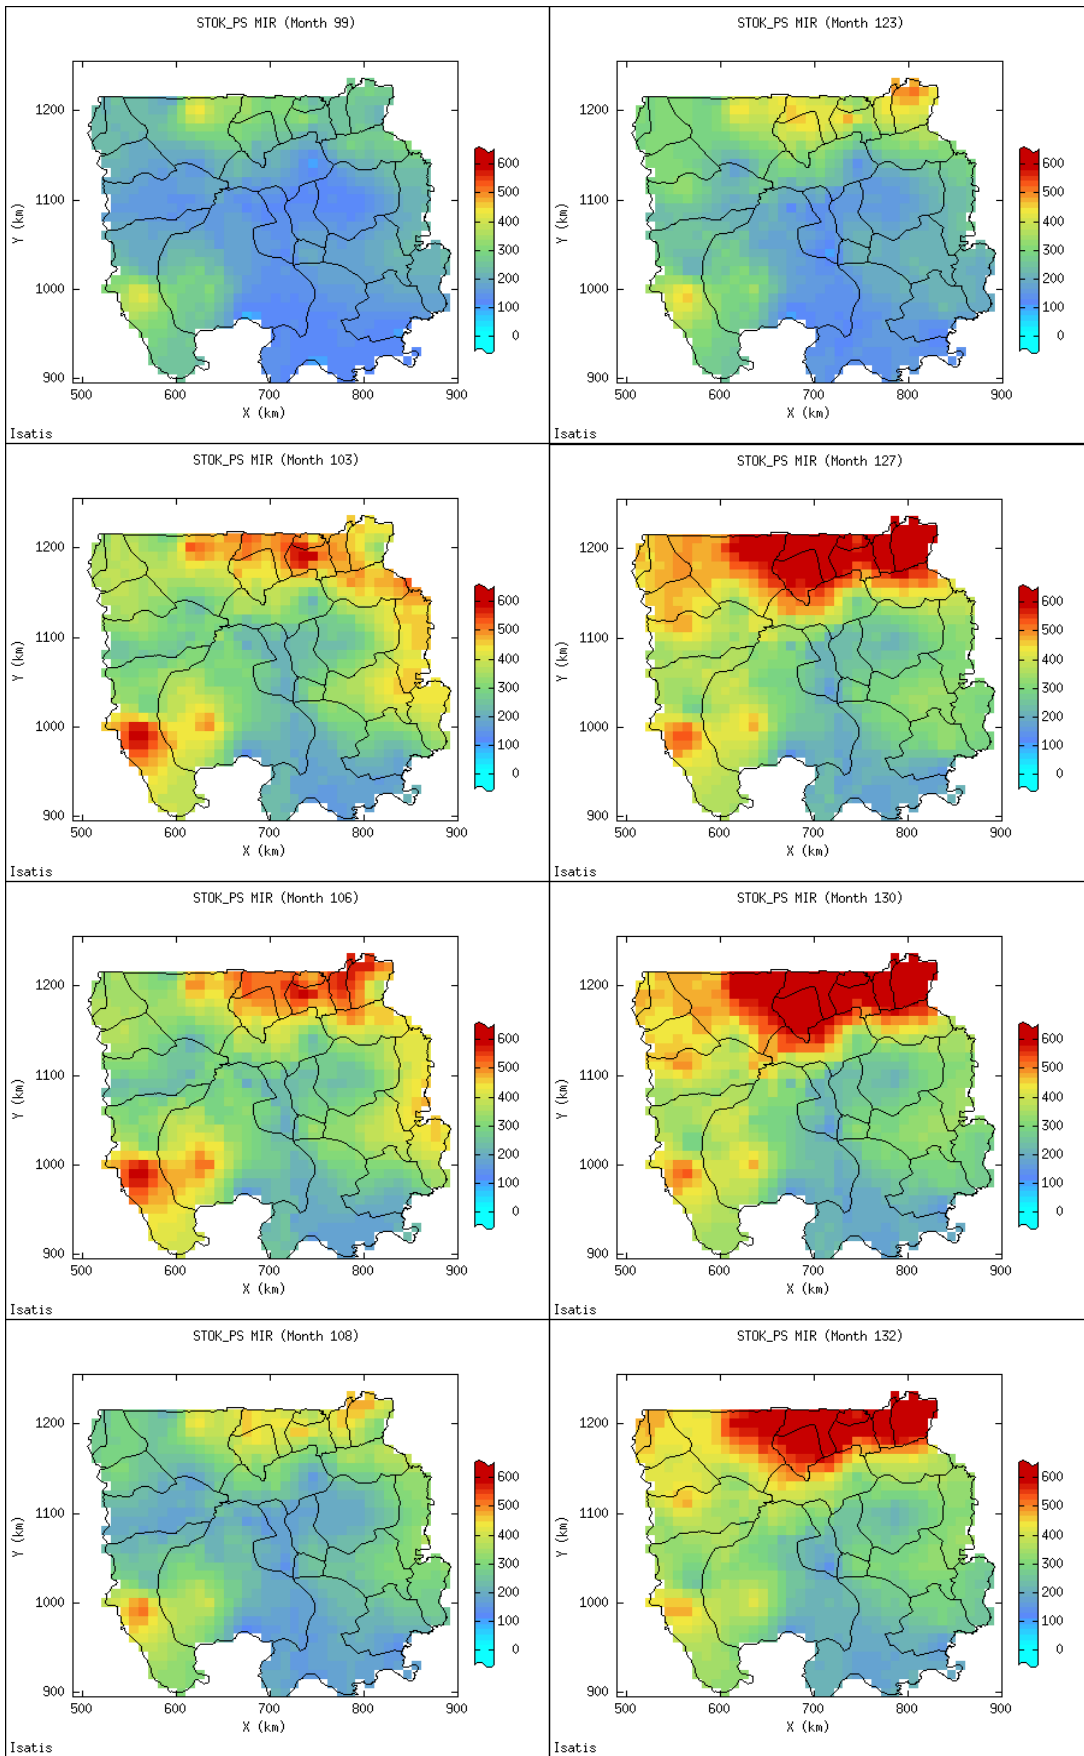 STOK_PS MIR (Month 99)
1200
1100
1000
900
Y (km)
500 600 700 800 900
X (km)
600
500
400
300
200
100
0
Isatis
STOK_PS MIR (Month 123)
1200
1100
1000
900
Y (km)
500 600 700 800 900
X (km)
600
500
400
300
200
100
0
Isatis
STOK_PS MIR (Month 103)
1200
1100
1000
900
Y (km)
500 600 700 800 900
X (km)
600
500
400
300
200
100
0
Isatis
STOK_PS MIR (Month 127)
1200
1100
1000
900
Y (km)
500 600 700 800 900
X (km)
600
500
400
300
200
100
0
Isatis
STOK_PS MIR (Month 106)
1200
1100
1000
900
Y (km)
500 600 700 800 900
X (km)
600
500
400
300
200
100
0
Isatis
STOK_PS MIR (Month 130)
1200
1100
1000
900
Y (km)
500 600 700 800 900
X (km)
600
500
400
300
200
100
0
Isatis
STOK_PS MIR (Month 108)
1200
1100
1000
900
Y (km)
500 600 700 800 900
X (km)
600
500
400
300
200
100
0
Isatis
STOK_PS MIR (Month 132)
1200
1100
1000
900
Y (km)
500 600 700 800 900
X (km)
600
500
400
300
200
100
0
Isatis